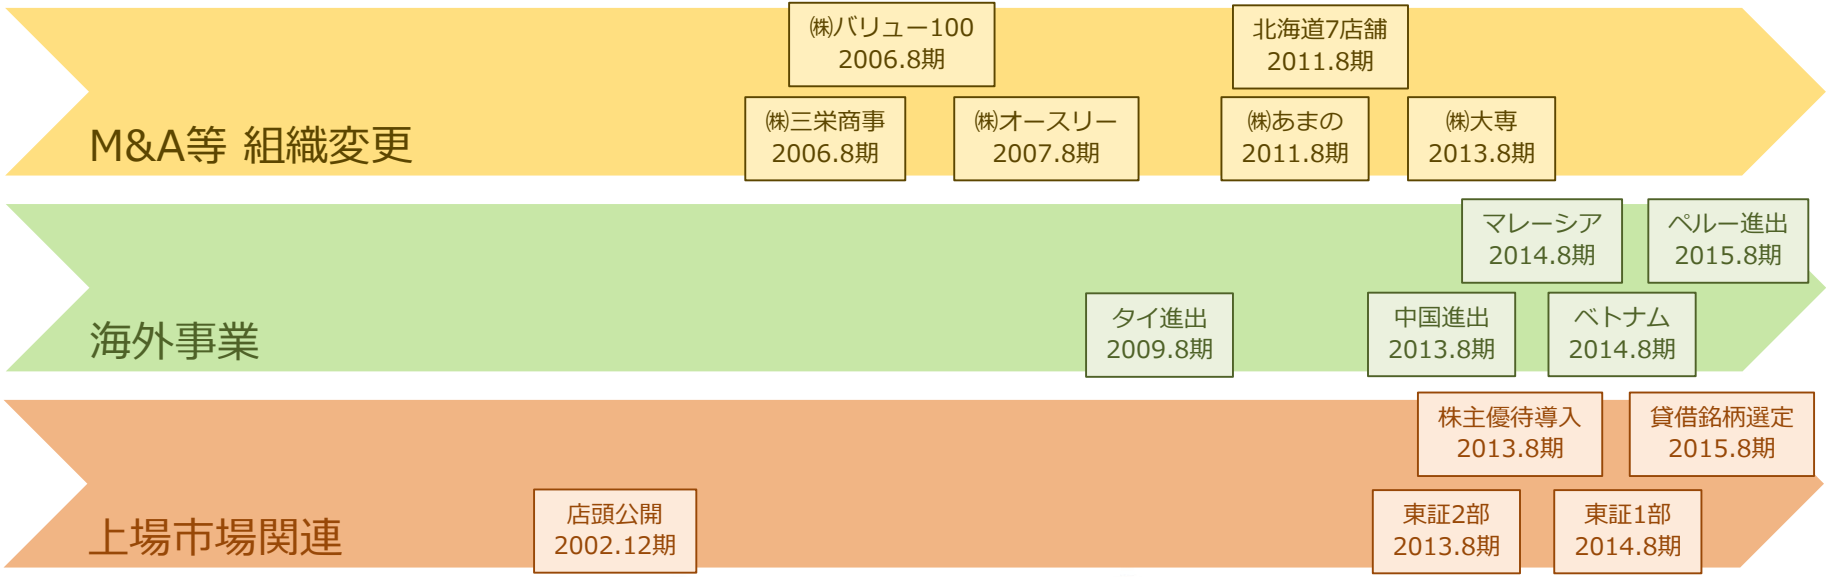 M&A等 組織変更
㈱バリュー100
2006.8期
北海道7店舗
2011.8期
㈱三栄商事
2006.8期
㈱オースリー
2007.8期
㈱あまの
2011.8期
㈱大専
2013.8期
海外事業
マレーシア
2014.8期
ペルー進出
2015.8期
タイ進出
2009.8期
中国進出
2013.8期
ベトナム
2014.8期
上場市場関連
株主優待導入
2013.8期
貸借銘柄選定
2015.8期
店頭公開
2002.12期
東証2部
2013.8期
東証1部
2014.8期